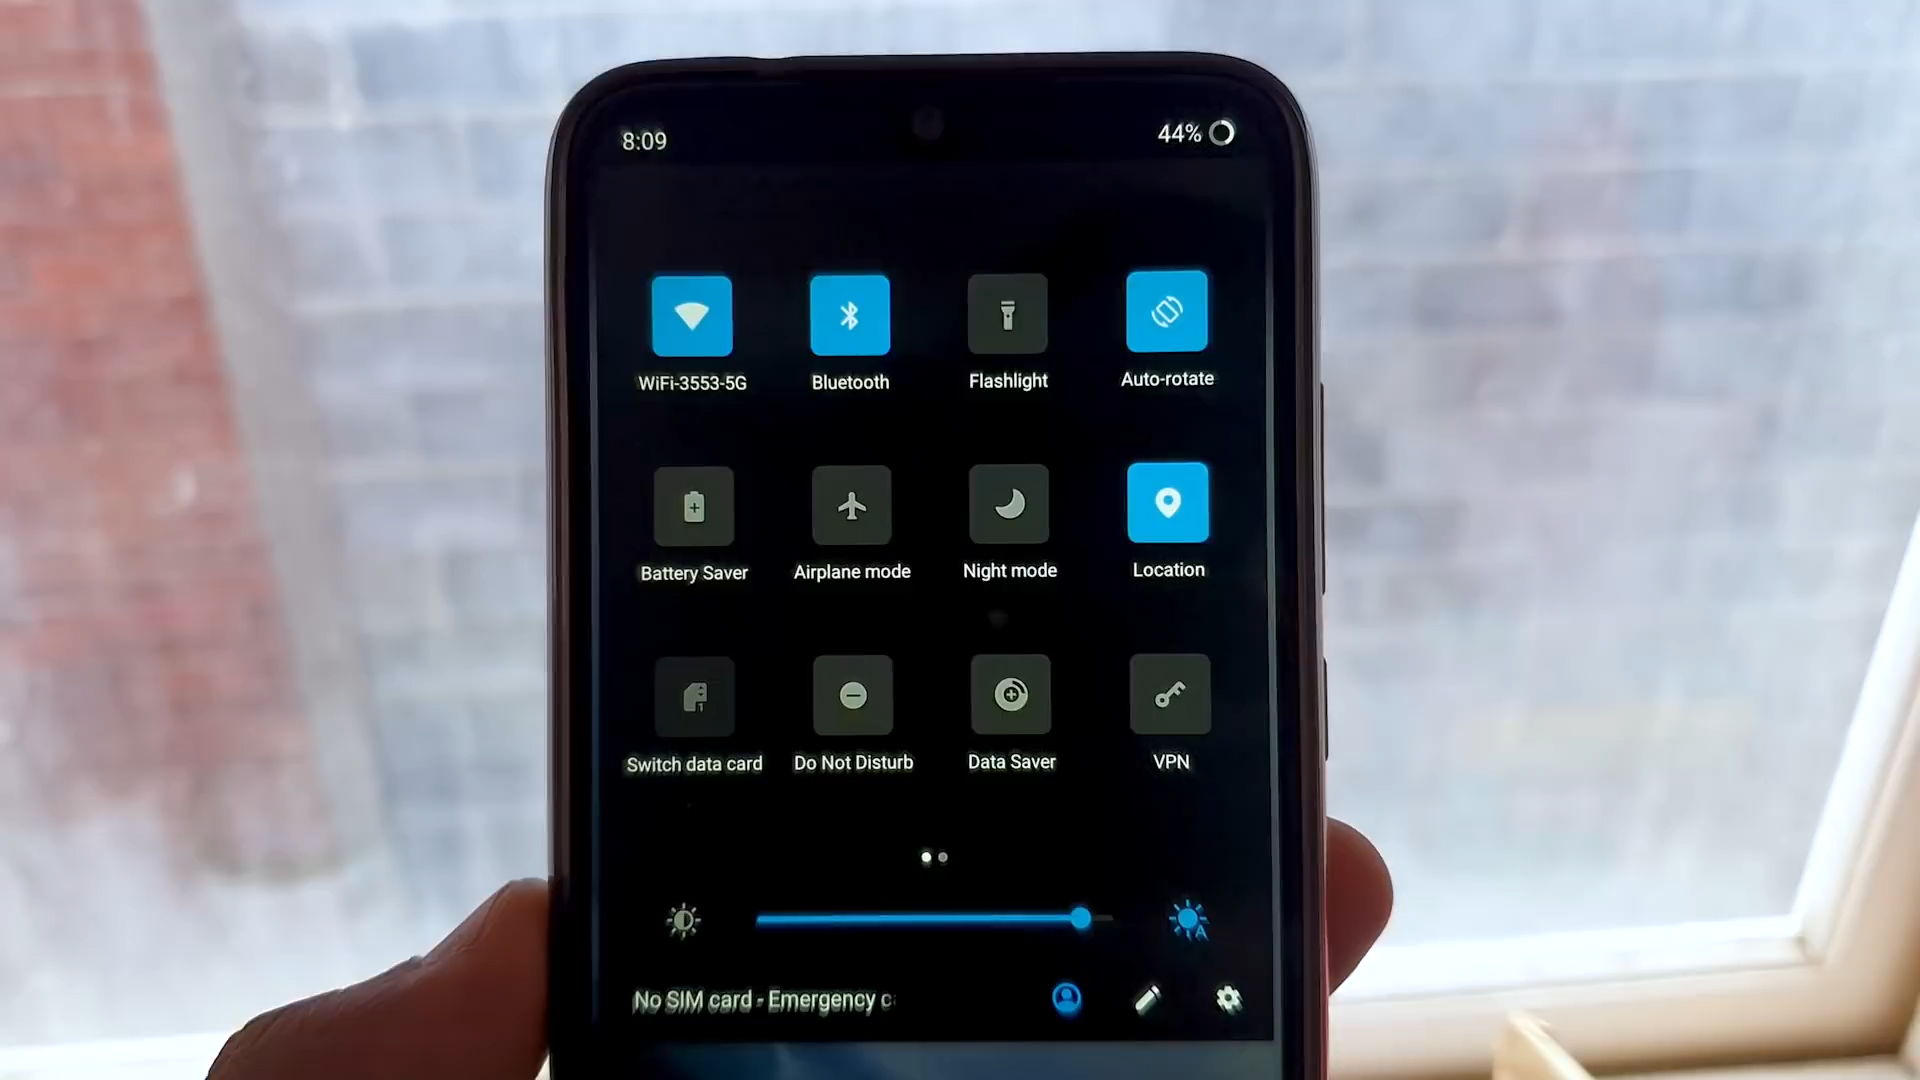 8:09
44%
WiFi-3553-5G
Bluetooth
Flashlight
Auto-rotate
Battery Saver
Airplane mode
Night mode
Location
Switch data card
Do Not Disturb
Data Saver
VPN
No SIM card - Emergency